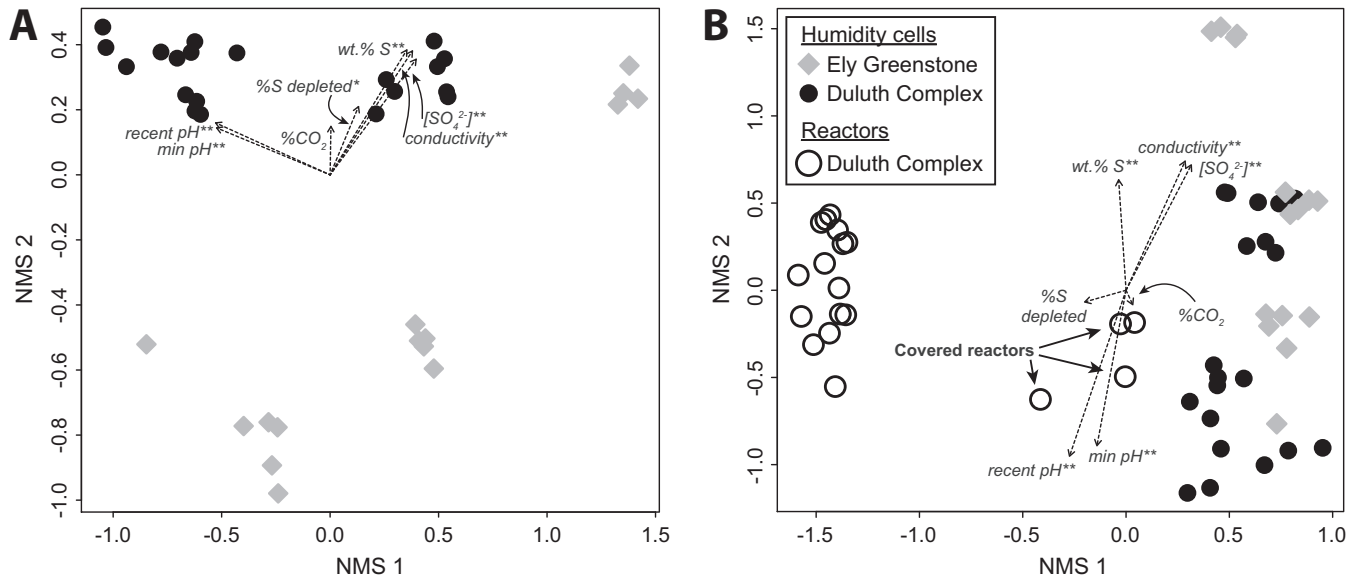 A
0.4
0.2
0.0
-0.2
-0.4
-0.6
-0.8
-1.0
NMS 2
wt.% S**
%S depleted*
[SO₄²⁻]**
conductivity**
%CO₂
recent pH**
min pH**
-1.0
-0.5
0.0
0.5
1.0
1.5
NMS 1
B
1.5
1.0
0.5
0.0
-0.5
-1.0
NMS 2
Humidity cells
Ely Greenstone
Duluth Complex
Reactors
Duluth Complex
conductivity**
wt.% S**
[SO₄²⁻]**
%S
depleted
%CO₂
Covered reactors
recent pH**
min pH**
-1.5
-1.0
-0.5
0.0
0.5
1.0
NMS 1